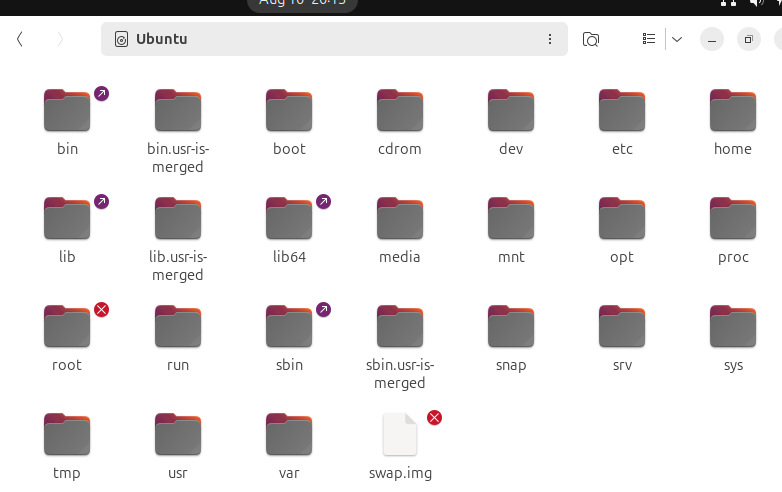 Aug 10 20:15
Ubuntu
bin
bin.usr-is-
merged
boot
cdrom
dev
etc
home
lib
lib.usr-is-
merged
lib64
media
mnt
opt
proc
root
run
sbin
sbin.usr-is-
merged
snap
srv
sys
tmp
usr
var
swap.img